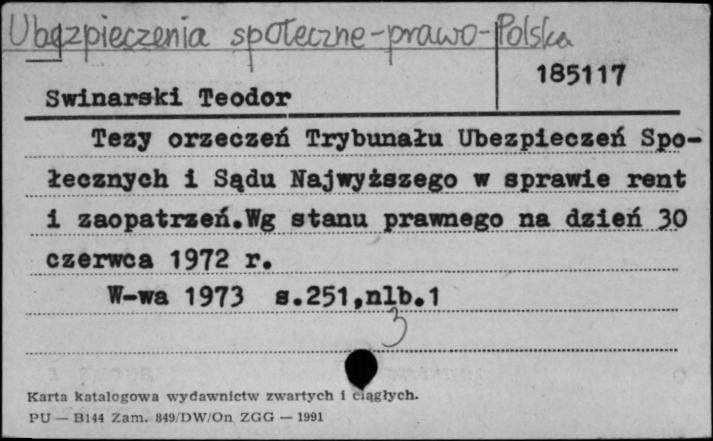 Ubezpieczenia społeczne-prawo-Polska
185117
Swinarski Teodor
Tezy orzeczeń Trybunału Ubezpieczeń Spo-
łecznych i Sądu Najwyższego w sprawie rent
i zaopatrzeń.Wg stanu prawnego na dzień 30
czerwca 1972 r.
W-wa 1973 s.251,nlb.1
3
Karta katalogowa wydawnictw zwartych i ciągłych.
PU — B144 Zam. 849/DW/On ZGG — 1991